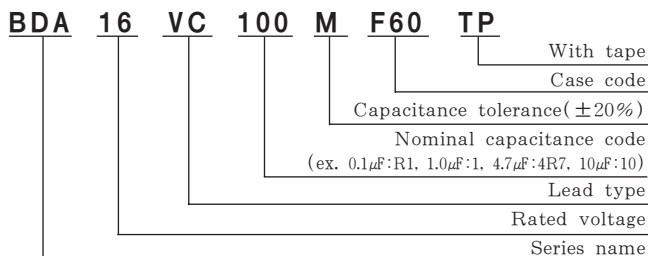 BDA 16 VC 100 M F60 TP
With tape
Case code
Capacitance tolerance(±20%)
Nominal capacitance code
(ex. 0.1μF:R1, 1.0μF:1, 4.7μF:4R7, 10μF:10)
Lead type
Rated voltage
Series name